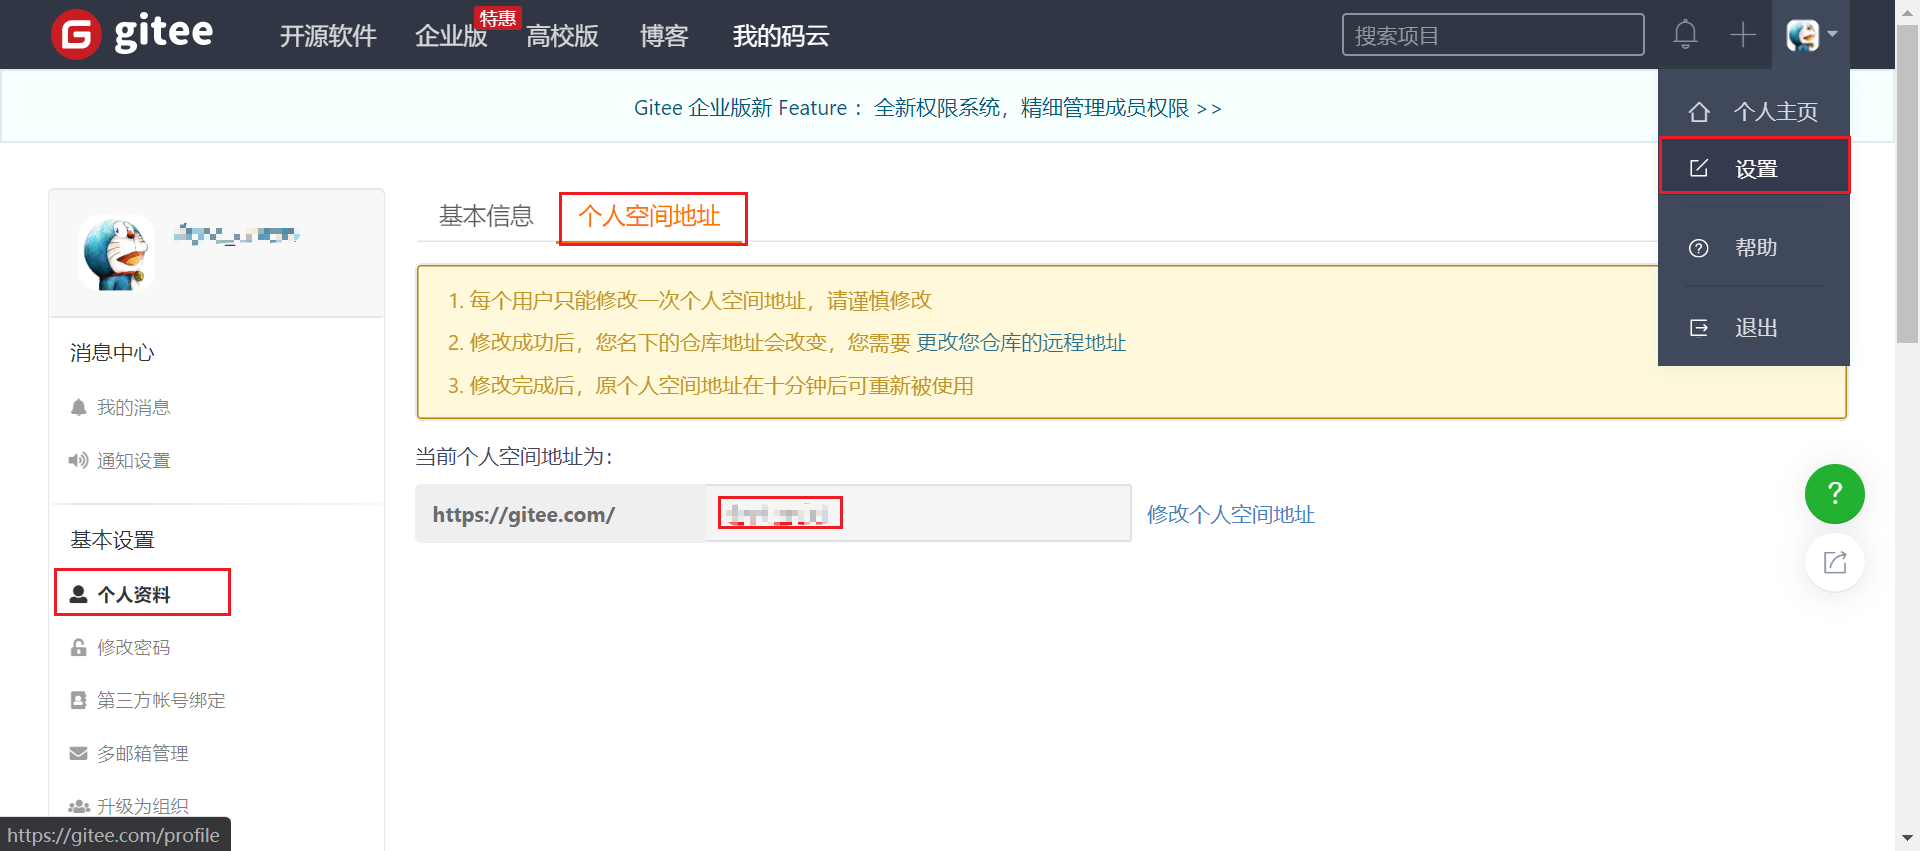 gitee
开源软件
企业版
特惠
高校版
博客
我的码云
搜索项目
Gitee 企业版新 Feature： 全新权限系统，精细管理成员权限 >>
个人主页
设置
帮助
退出
基本信息
个人空间地址
1. 每个用户只能修改一次个人空间地址，请谨慎修改
2. 修改成功后，您名下的仓库地址会改变，您需要 更改您仓库的远程地址
3. 修改完成后，原个人空间地址在十分钟后可重新被使用
当前个人空间地址为：
https://gitee.com/
修改个人空间地址
消息中心
我的消息
通知设置
基本设置
个人资料
修改密码
第三方帐号绑定
多邮箱管理
升级为组织
https://gitee.com/profile